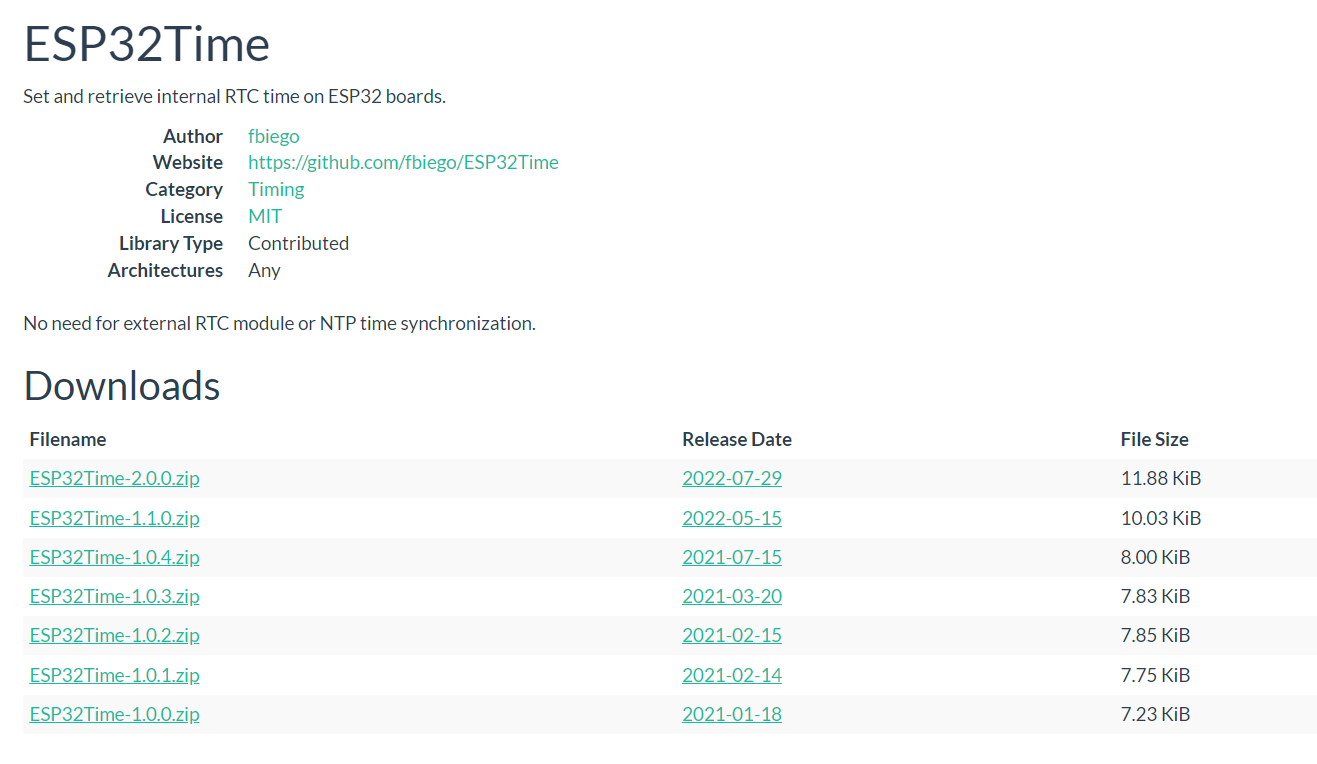 ESP32Time
Set and retrieve internal RTC time on ESP32 boards.
Author fbiego
Website https://github.com/fbiego/ESP32Time
Category Timing
License MIT
Library Type Contributed
Architectures Any
No need for external RTC module or NTP time synchronization.
Downloads
Filename Release Date File Size
ESP32Time-2.0.0.zip 2022-07-29 11.88 KiB
ESP32Time-1.1.0.zip 2022-05-15 10.03 KiB
ESP32Time-1.0.4.zip 2021-07-15 8.00 KiB
ESP32Time-1.0.3.zip 2021-03-20 7.83 KiB
ESP32Time-1.0.2.zip 2021-02-15 7.85 KiB
ESP32Time-1.0.1.zip 2021-02-14 7.75 KiB
ESP32Time-1.0.0.zip 2021-01-18 7.23 KiB